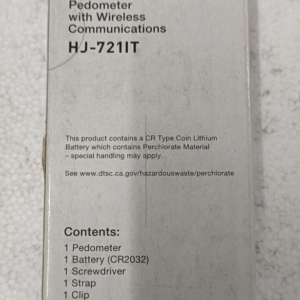 Pedometer
with Wireless
Communications
HJ-721IT
This product contains a CR Type Coin Lithium
Battery which contains Perchlorate Material
– special handling may apply.
See www.dtsc.ca.gov/hazardouswaste/perchlorate
Contents:
1 Pedometer
1 Battery (CR2032)
1 Screwdriver
1 Strap
1 Clip